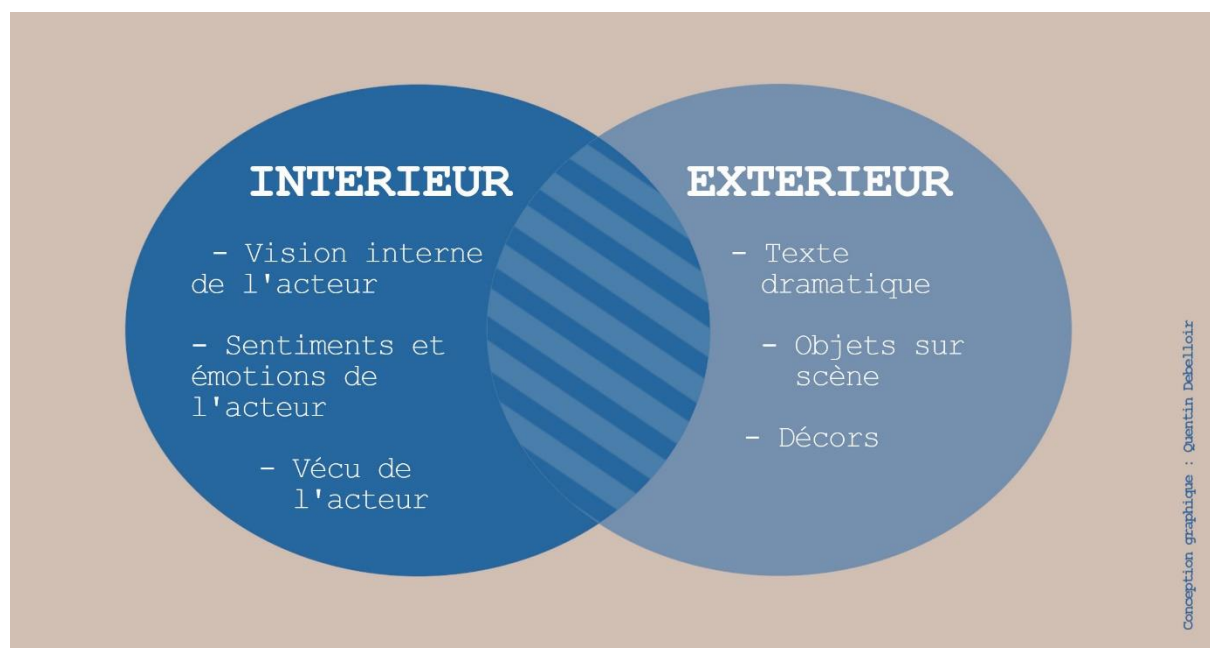 INTERIEUR
- Vision interne
de l'acteur
- Sentiments et
émotions de
l'acteur
- Vécu de
l'acteur
EXTERIEUR
- Texte
dramatique
- Objets sur
scène
- Décors
Conception graphique : Quentin Debelloir